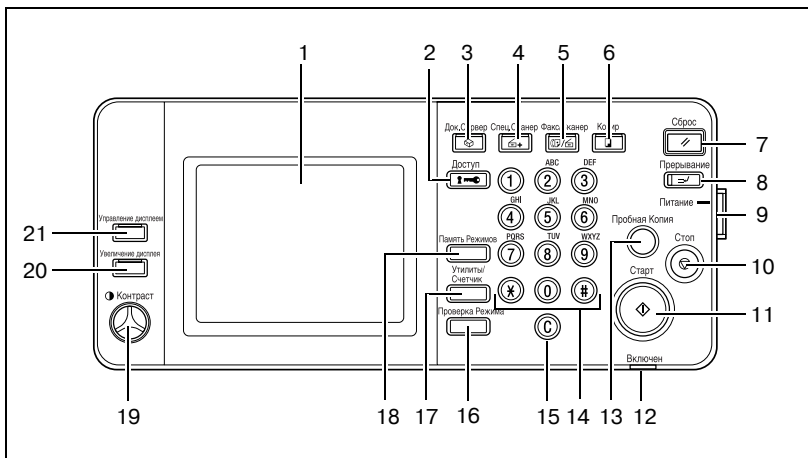 1
2
3
4
5
6
Док.Сервер
Спец.Сканер
Факс/Сканер
Копир
Сброс
7
Доступ
Прерывание
8
Питание
9
1
ABC
2
DEF
3
GHI
4
JKL
5
MNO
6
PQRS
7
TUV
8
WXYZ
9
0
#
C
Пробная Копия
Стоп
10
Старт
11
Включен
12
13
14
15
16
17
18
19
20
21
Управление дисплеем
Увеличение дисплея
Контраст
Память Режимов
Утилиты/
Счетчик
Проверка Режима